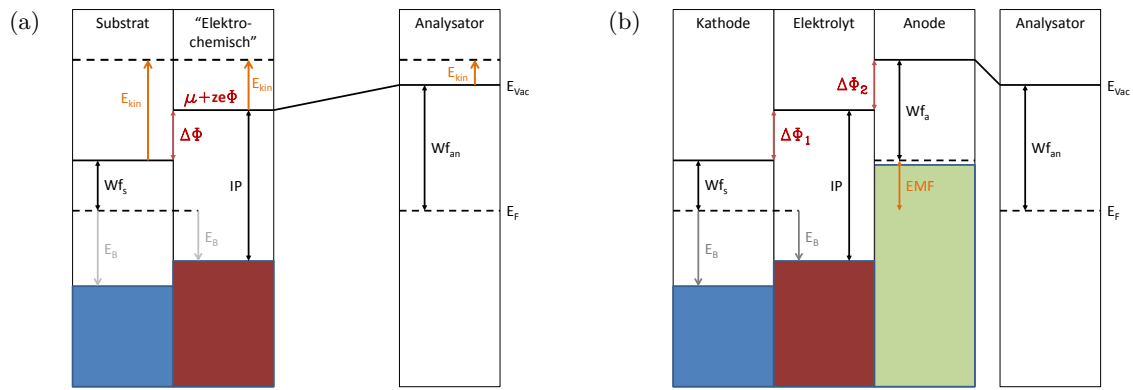 (a)
Substrat
"Elektro-
chemisch"
Analysator
E_kin
E_kin
E_kin
μ+zeΦ
E_Vac
ΔΦ
Wf_s
IP
Wf_an
E_F
E_B
E_B
(b)
Kathode
Elektrolyt
Anode
Analysator
ΔΦ_2
E_Vac
Wf_a
ΔΦ_1
Wf_an
Wf_s
IP
EMF
E_F
E_B
E_B